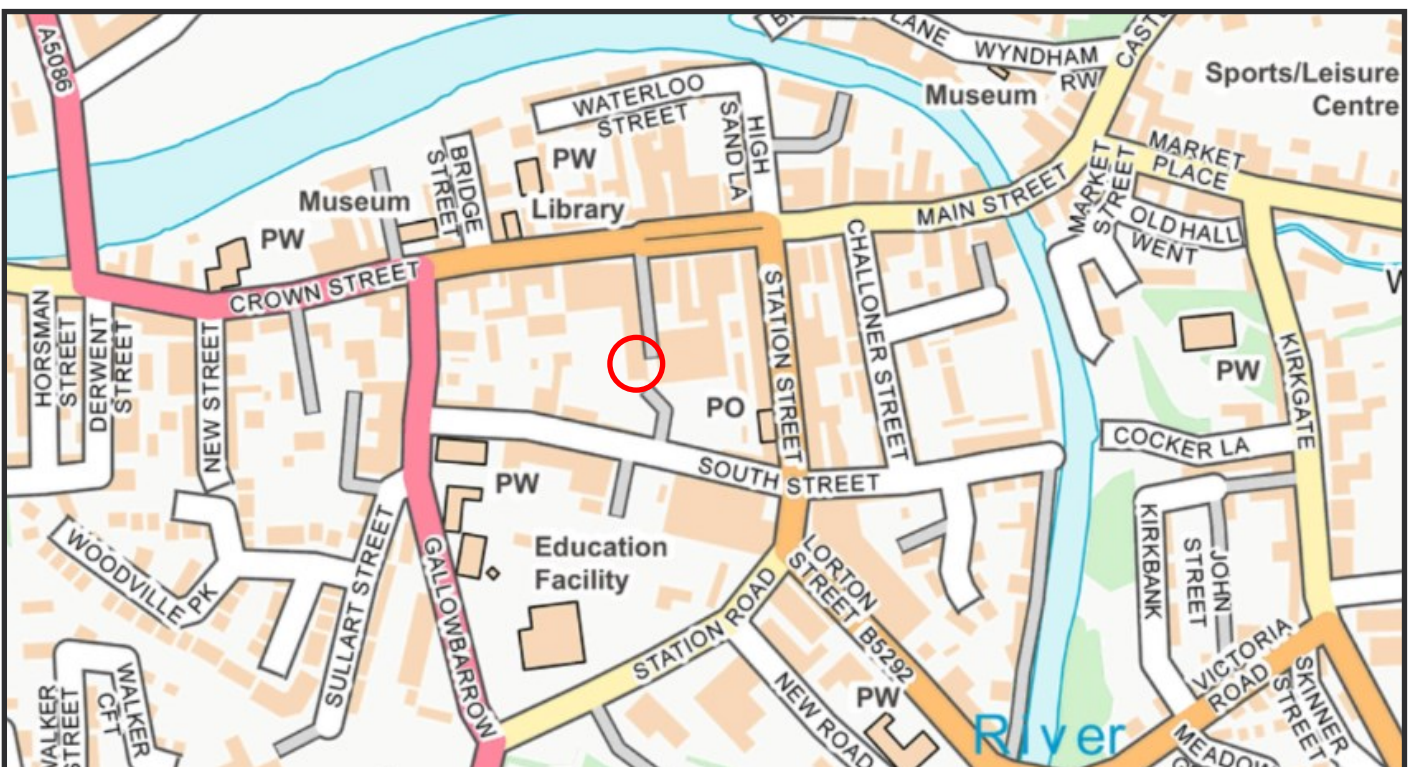 A5086
LANE
WYNDHAM
RW
CASTL
Sports/Leisure
Centre
Museum
WATERLOO
STREET
SAND LA
HIGH
PW
BRIDGE
STREET
Museum
Library
MARKET
PLACE
MARKET
STREET
MAIN STREET
OLD HALL
WENT
PW
CROWN STREET
HORSMAN
STREET
DERWENT
STREET
NEW STREET
STATION STREET
CHALLONER STREET
KIRKGATE
PW
PO
COCKER LA
SOUTH STREET
PW
WOODVILLE PK
SULLART STREET
GALLOWBARROW
Education
Facility
STATION ROAD
LORTON
STREET B5292
KIRKBANK
JOHN
STREET
VICTORIA
ROAD
SKINNER
STREET
NEW ROAD
PW
River
MEADOW
WALKER
STREET
WALKER
CFT